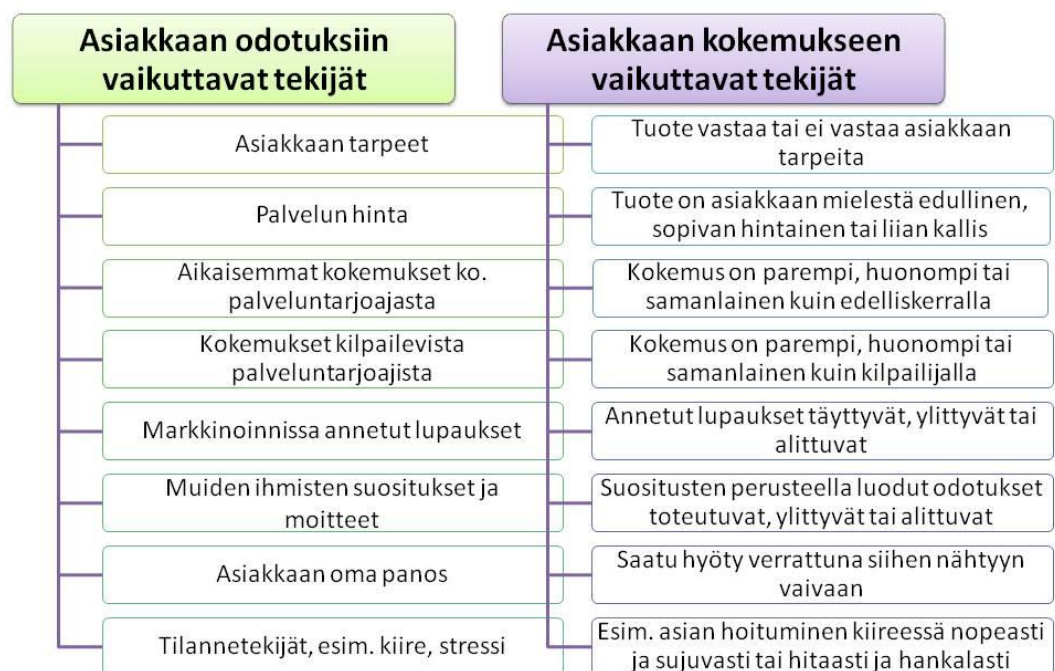 Asiakkaan odotuksiin
vaikuttavat tekijät
Asiakkaan tarpeet
Palvelun hinta
Aikaisemmat kokemukset ko.
palveluntarjoajasta
Kokemukset kilpailevista
palveluntarjoajista
Markkinoinnissa annetut lupaukset
Muiden ihmisten suositukset ja
moitteet
Asiakkaan oma panos
Tilannetekijät, esim. kiire, stressi
Asiakkaan kokemukseen
vaikuttavat tekijät
Tuote vastaa tai ei vastaa asiakkaan
tarpeita
Tuote on asiakkaan mielestä edullinen,
sopivan hintainen tai liian kallis
Kokemus on parempi, huonompi tai
samanlainen kuin edelliskerralla
Kokemus on parempi, huonompi tai
samanlainen kuin kilpailijalla
Annetut lupaukset täyttyvät, ylittyvät tai
alittuvat
Suositusten perusteella luodut odotukset
toteutuvat, ylittyvät tai alittuvat
Saatu hyöty verrattuna siihen nähtyyn
vaivaan
Esim. asian hoituminen kiireessä nopeasti
ja sujuvasti tai hitaasti ja hankalasti